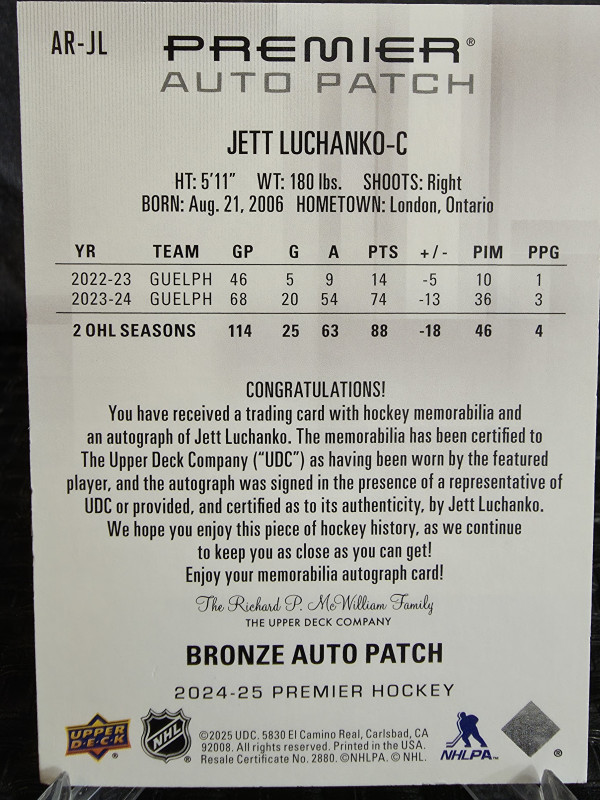 AR-JL
PREMIER®
AUTO PATCH
JETT LUCHANKO-C
HT: 5'11" WT: 180 lbs. SHOOTS: Right
BORN: Aug. 21, 2006 HOMETOWN: London, Ontario
YR TEAM GP G A PTS +/- PIM PPG
2022-23 GUELPH 46 5 9 14 -5 10 1
2023-24 GUELPH 68 20 54 74 -13 36 3
2 OHL SEASONS 114 25 63 88 -18 46 4
CONGRATULATIONS!
You have received a trading card with hockey memorabilia and
an autograph of Jett Luchanko. The memorabilia has been certified to
The Upper Deck Company ("UDC") as having been worn by the featured
player, and the autograph was signed in the presence of a representative of
UDC or provided, and certified as to its authenticity, by Jett Luchanko.
We hope you enjoy this piece of hockey history, as we continue
to keep you as close as you can get!
Enjoy your memorabilia autograph card!
The Richard P. McWilliam Family
THE UPPER DECK COMPANY
BRONZE AUTO PATCH
2024-25 PREMIER HOCKEY
UPPER DECK®
NHL®
©2025 UDC. 5830 El Camino Real, Carlsbad, CA
92008. All rights reserved. Printed in the USA.
Resale Certificate No. 2880. ©NHLPA. © NHL.
NHLPA™
®